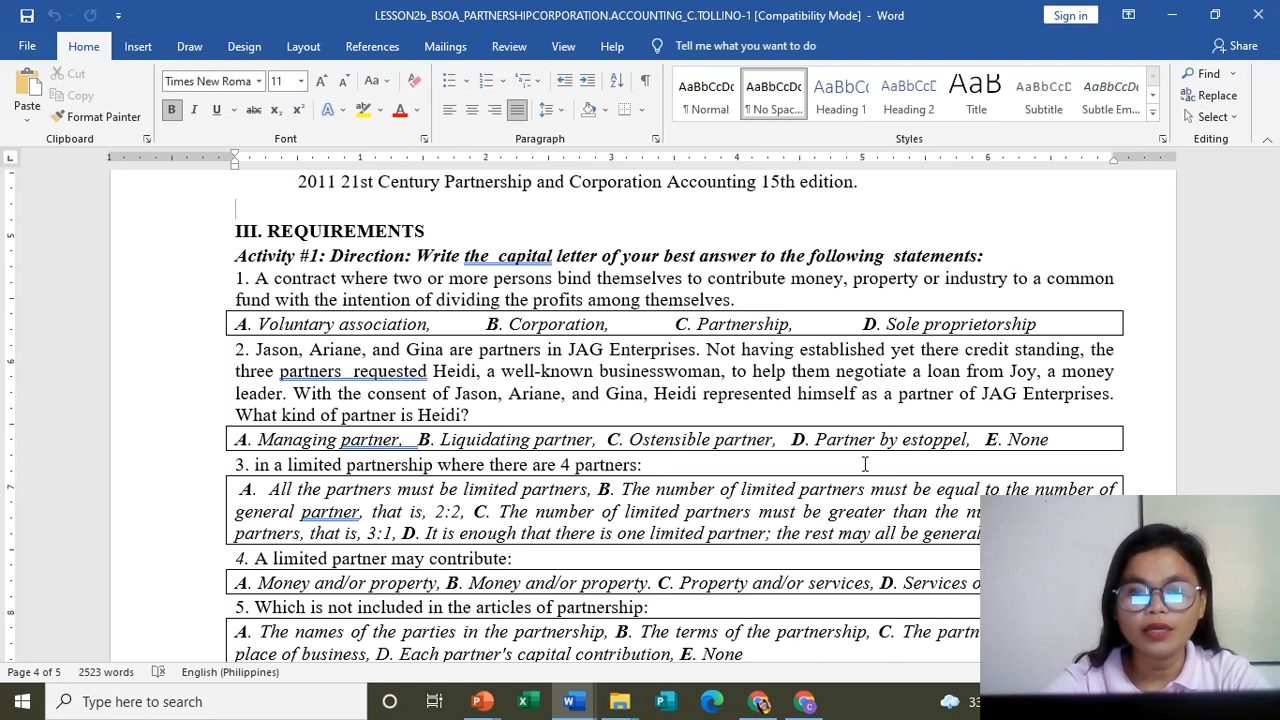 LESSON2b_BSOA_PARTNERSHIPCORPORATION.ACCOUNTING_C.TOLLINO-1 [Compatibility Mode] - Word
Sign in
File Home Insert Draw Design Layout References Mailings Review View Help Tell me what you want to do Share
Paste
Cut
Copy
Format Painter
Clipboard
Times New Roma 11
Font
Paragraph
AaBbCcDc ¶ Normal
AaBbCcDc ¶ No Spac...
AaBbCcD Heading 1
AaBbCcDc Heading 2
AaB Title
AaBbCcDc Subtitle
AaBbCcDc Subtle Em...
Styles
Find
Replace
Select
Editing
2011 21st Century Partnership and Corporation Accounting 15th edition.
III. REQUIREMENTS
Activity #1: Direction: Write the capital letter of your best answer to the following statements:
1. A contract where two or more persons bind themselves to contribute money, property or industry to a common
fund with the intention of dividing the profits among themselves.
A. Voluntary association, B. Corporation, C. Partnership, D. Sole proprietorship
2. Jason, Ariane, and Gina are partners in JAG Enterprises. Not having established yet there credit standing, the
three partners requested Heidi, a well-known businesswoman, to help them negotiate a loan from Joy, a money
leader. With the consent of Jason, Ariane, and Gina, Heidi represented himself as a partner of JAG Enterprises.
What kind of partner is Heidi?
A. Managing partner, B. Liquidating partner, C. Ostensible partner, D. Partner by estoppel, E. None
3. in a limited partnership where there are 4 partners:
A. All the partners must be limited partners, B. The number of limited partners must be equal to the number of
general partner, that is, 2:2, C. The number of limited partners must be greater than the
partners, that is, 3:1, D. It is enough that there is one limited partner; the rest may all be general
4. A limited partner may contribute:
A. Money and/or property, B. Money and/or property. C. Property and/or services, D. Services
5. Which is not included in the articles of partnership:
A. The names of the parties in the partnership, B. The terms of the partnership, C. The
place of business, D. Each partner's capital contribution, E. None
Page 4 of 5 2523 words English (Philippines)
Type here to search